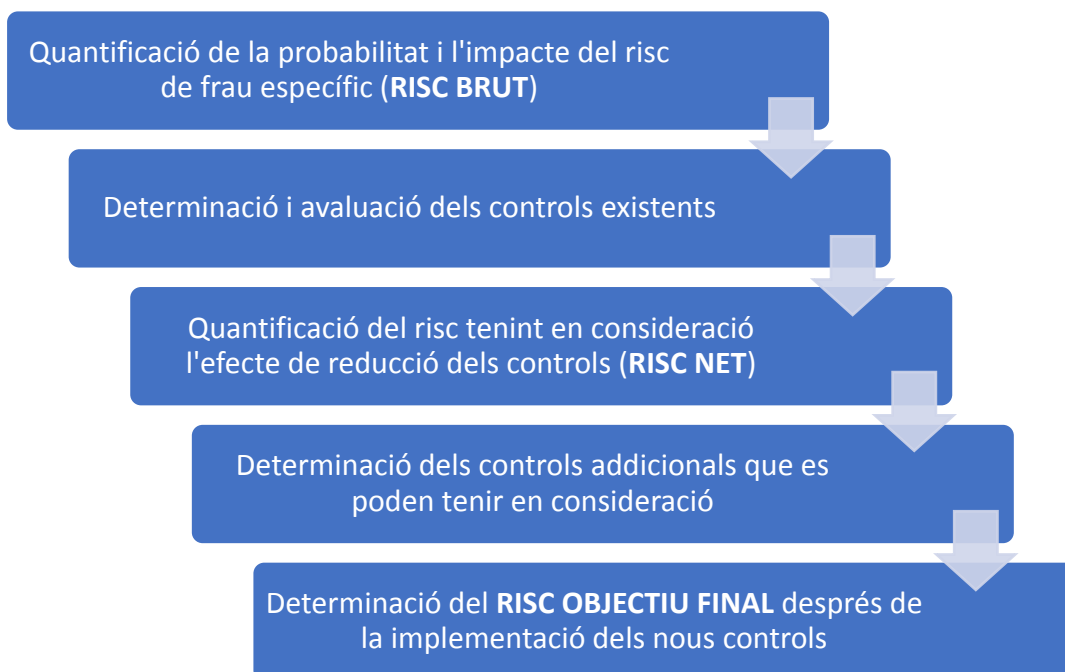 Quantificació de la probabilitat i l'impacte del risc
de frau específic (RISC BRUT)
Determinació i avaluació dels controls existents
Quantificació del risc tenint en consideració
l'efecte de reducció dels controls (RISC NET)
Determinació dels controls addicionals que es
poden tenir en consideració
Determinació del RISC OBJECTIU FINAL després de
la implementació dels nous controls